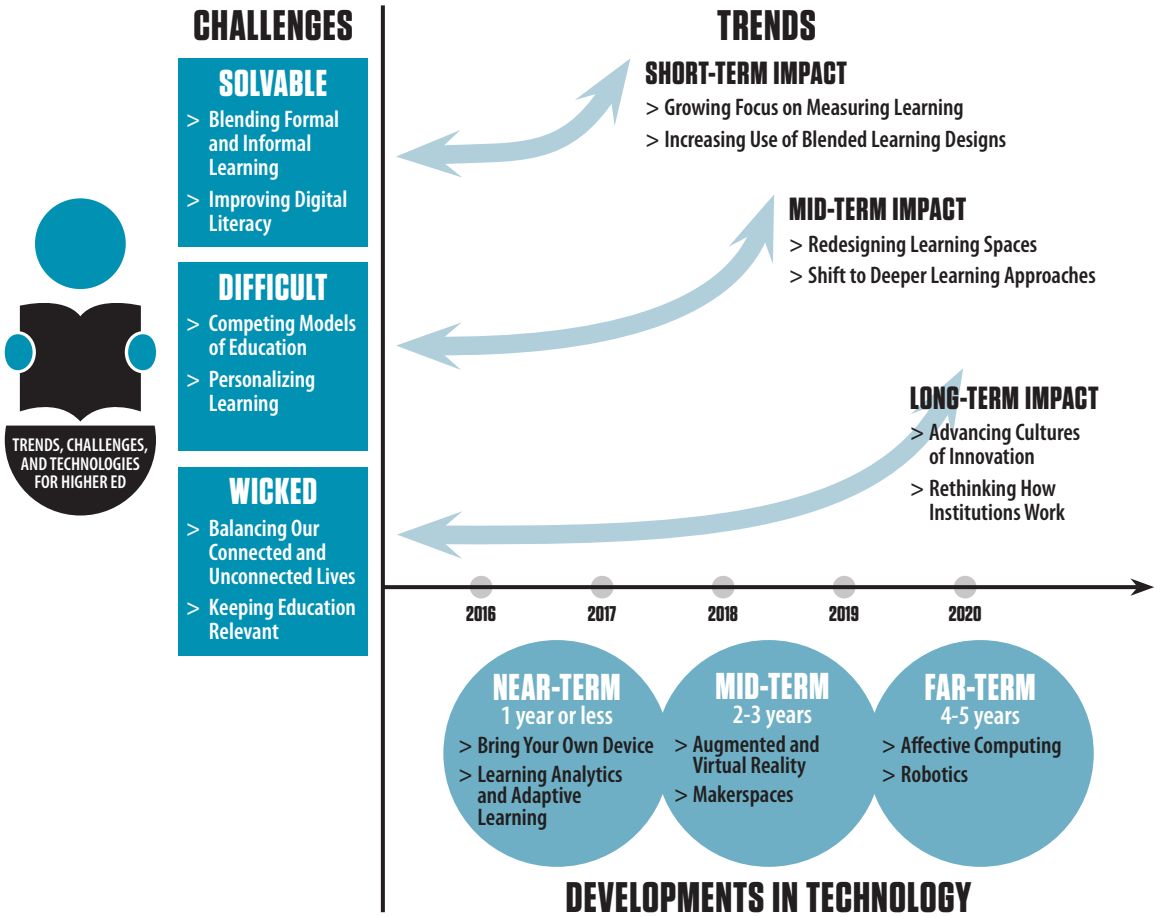 CHALLENGES
SOLVABLE
> Blending Formal
and Informal
Learning
> Improving Digital
Literacy
DIFFICULT
> Competing Models
of Education
> Personalizing
Learning
WICKED
> Balancing Our
Connected and
Unconnected Lives
> Keeping Education
Relevant
TRENDS, CHALLENGES,
AND TECHNOLOGIES
FOR HIGHER ED
TRENDS
SHORT-TERM IMPACT
> Growing Focus on Measuring Learning
> Increasing Use of Blended Learning Designs
MID-TERM IMPACT
> Redesigning Learning Spaces
> Shift to Deeper Learning Approaches
LONG-TERM IMPACT
> Advancing Cultures
of Innovation
> Rethinking How
Institutions Work
2016 2017 2018 2019 2020
NEAR-TERM
1 year or less
> Bring Your Own Device
> Learning Analytics
and Adaptive
Learning
MID-TERM
2-3 years
> Augmented and
Virtual Reality
> Makerspaces
FAR-TERM
4-5 years
> Affective Computing
> Robotics
DEVELOPMENTS IN TECHNOLOGY